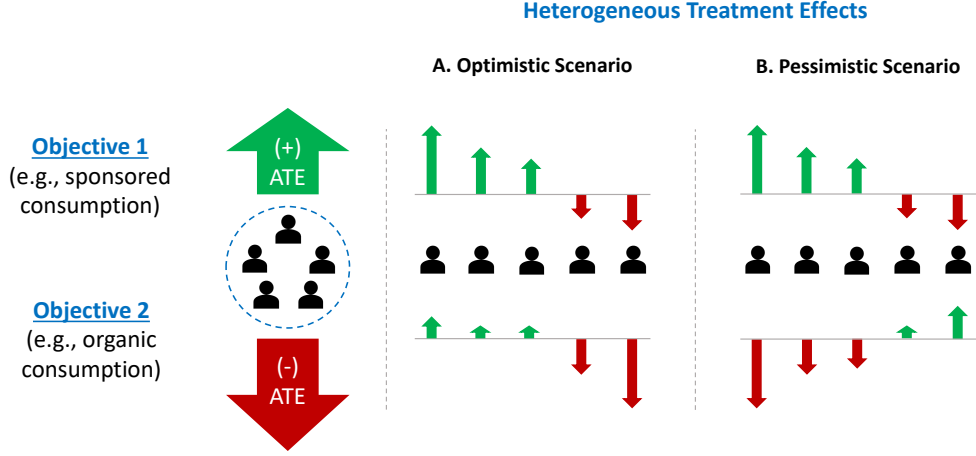 Heterogeneous Treatment Effects
A. Optimistic Scenario
B. Pessimistic Scenario
Objective 1
(e.g., sponsored
consumption)
(+)
ATE
Objective 2
(e.g., organic
consumption)
(-)
ATE